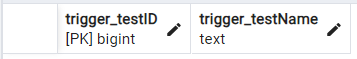 trigger_testID
[PK] bigint
trigger_testName
text